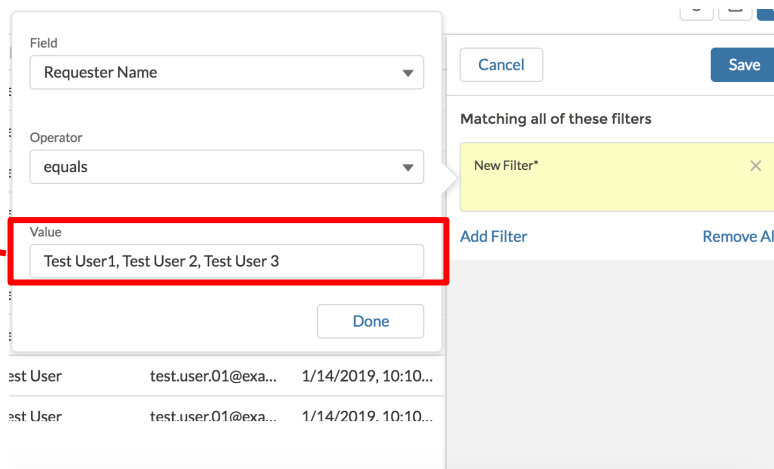 Field
Requester Name
Operator
equals
Value
Test User1, Test User 2, Test User 3
Done
Cancel
Save
Matching all of these filters
New Filter*
Add Filter
Remove Al
est User test.user.01@exa... 1/14/2019, 10:10...
est User test.user.01@exa... 1/14/2019, 10:10...